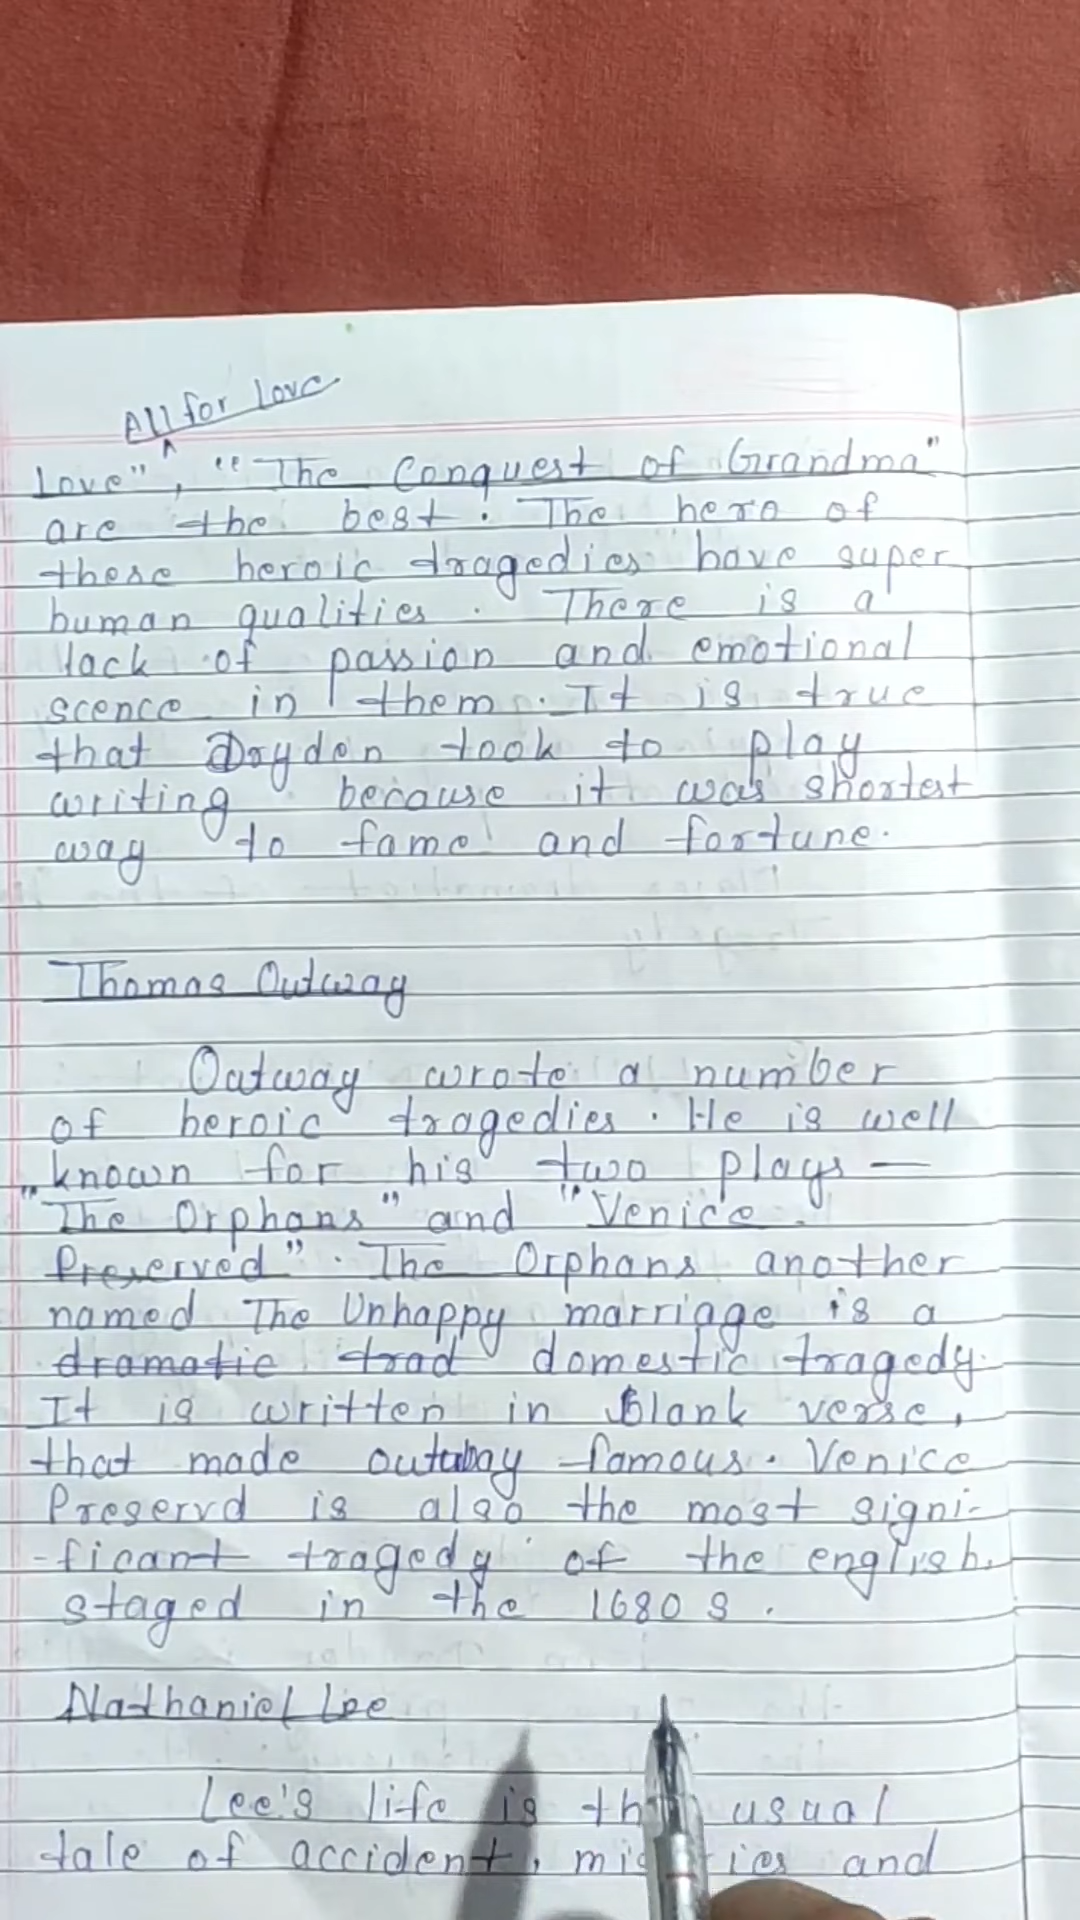 All for Love
Love", "The Conquest of Grandma"
are the best. The hero of
these heroic tragedies have super
human qualities. There is a
lack of passion and emotional
scence in them. It is true
that Dryden took to play
writing because it was shortest
way to fame and fortune.
Thomas Outway
Outway wrote a number
of heroic tragedies. He is well
known for his two plays —
"The Orphans" and "Venice
Preserved". The Orphans another
named The Unhappy marriage is a
dramatic trad domestic tragedy.
It is written in blank verse,
that made outway famous. Venice
Preservd is also the most signi-
-ficant tragedy of the english.
staged in the 1680s.
Nathaniel Lee
Lee's life is the usual
tale of accident, and